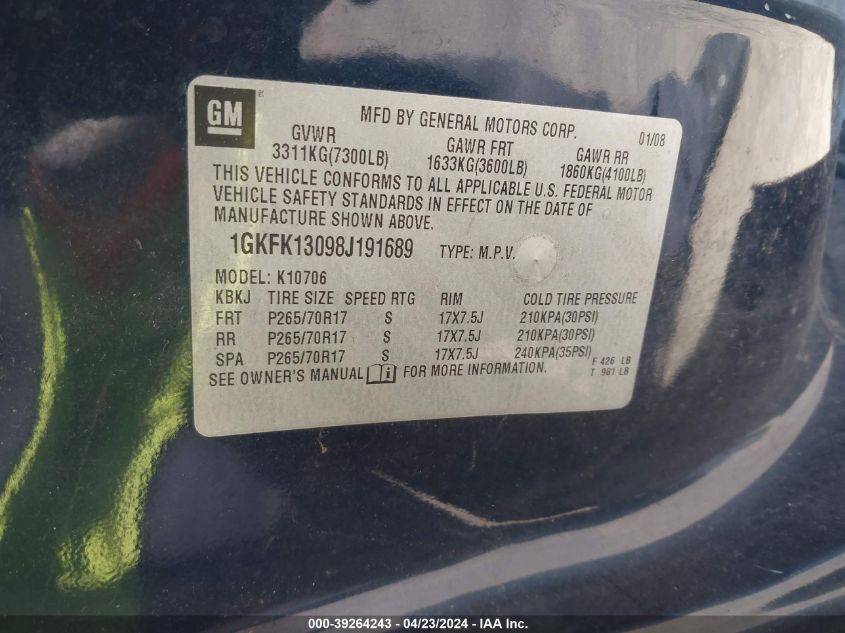 GM
MFD BY GENERAL MOTORS CORP. 01/08
GVWR GAWR FRT GAWR RR
3311KG(7300LB) 1633KG(3600LB) 1860KG(4100LB)
THIS VEHICLE CONFORMS TO ALL APPLICABLE U.S. FEDERAL MOTOR
VEHICLE SAFETY STANDARDS IN EFFECT ON THE DATE OF
MANUFACTURE SHOWN ABOVE.
1GKFK13098J191689 TYPE: M.P.V.
MODEL: K10706
KBKJ TIRE SIZE SPEED RTG RIM COLD TIRE PRESSURE
FRT P265/70R17 S 17X7.5J 210KPA(30PSI)
RR P265/70R17 S 17X7.5J 210KPA(30PSI)
SPA P265/70R17 S 17X7.5J 240KPA(35PSI)
F 426 LB
SEE OWNER'S MANUAL i FOR MORE INFORMATION.
T 981 LB
000-39264243 - 04/23/2024 - IAA Inc.